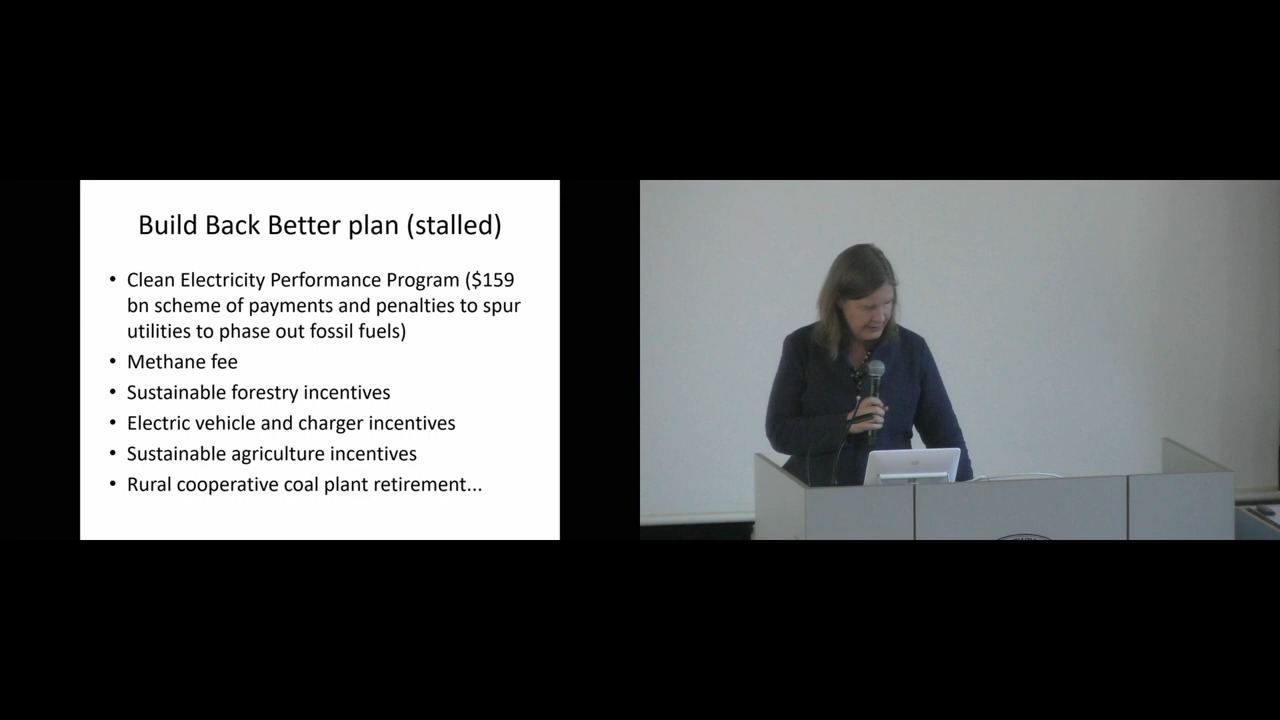 Build Back Better plan (stalled)
• Clean Electricity Performance Program ($159
bn scheme of payments and penalties to spur
utilities to phase out fossil fuels)
• Methane fee
• Sustainable forestry incentives
• Electric vehicle and charger incentives
• Sustainable agriculture incentives
• Rural cooperative coal plant retirement...